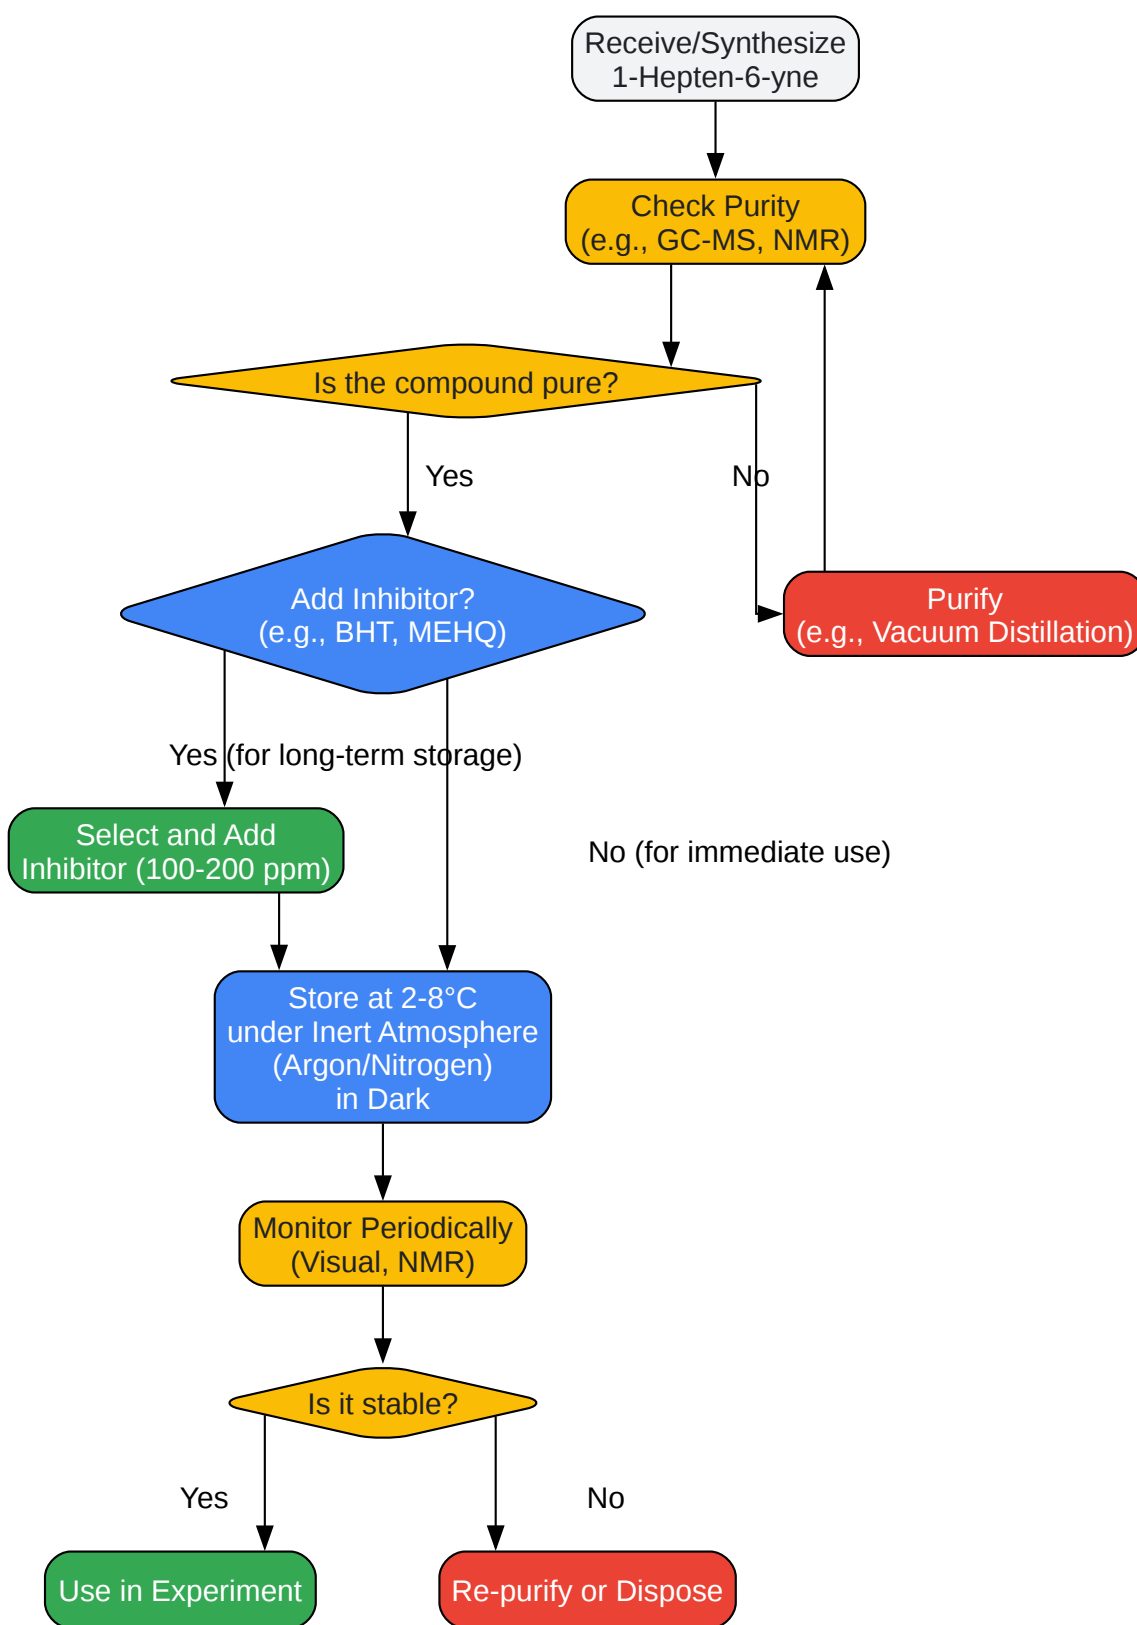 Receive/Synthesize
1-Hepten-6-yne
Check Purity
(e.g., GC-MS, NMR)
Is the compound pure?
Yes
No
Add Inhibitor?
(e.g., BHT, MEHQ)
Purify
(e.g., Vacuum Distillation)
Yes (for long-term storage)
Select and Add
Inhibitor (100-200 ppm)
No (for immediate use)
Store at 2-8°C
under Inert Atmosphere
(Argon/Nitrogen)
in Dark
Monitor Periodically
(Visual, NMR)
Is it stable?
Yes
No
Use in Experiment
Re-purify or Dispose